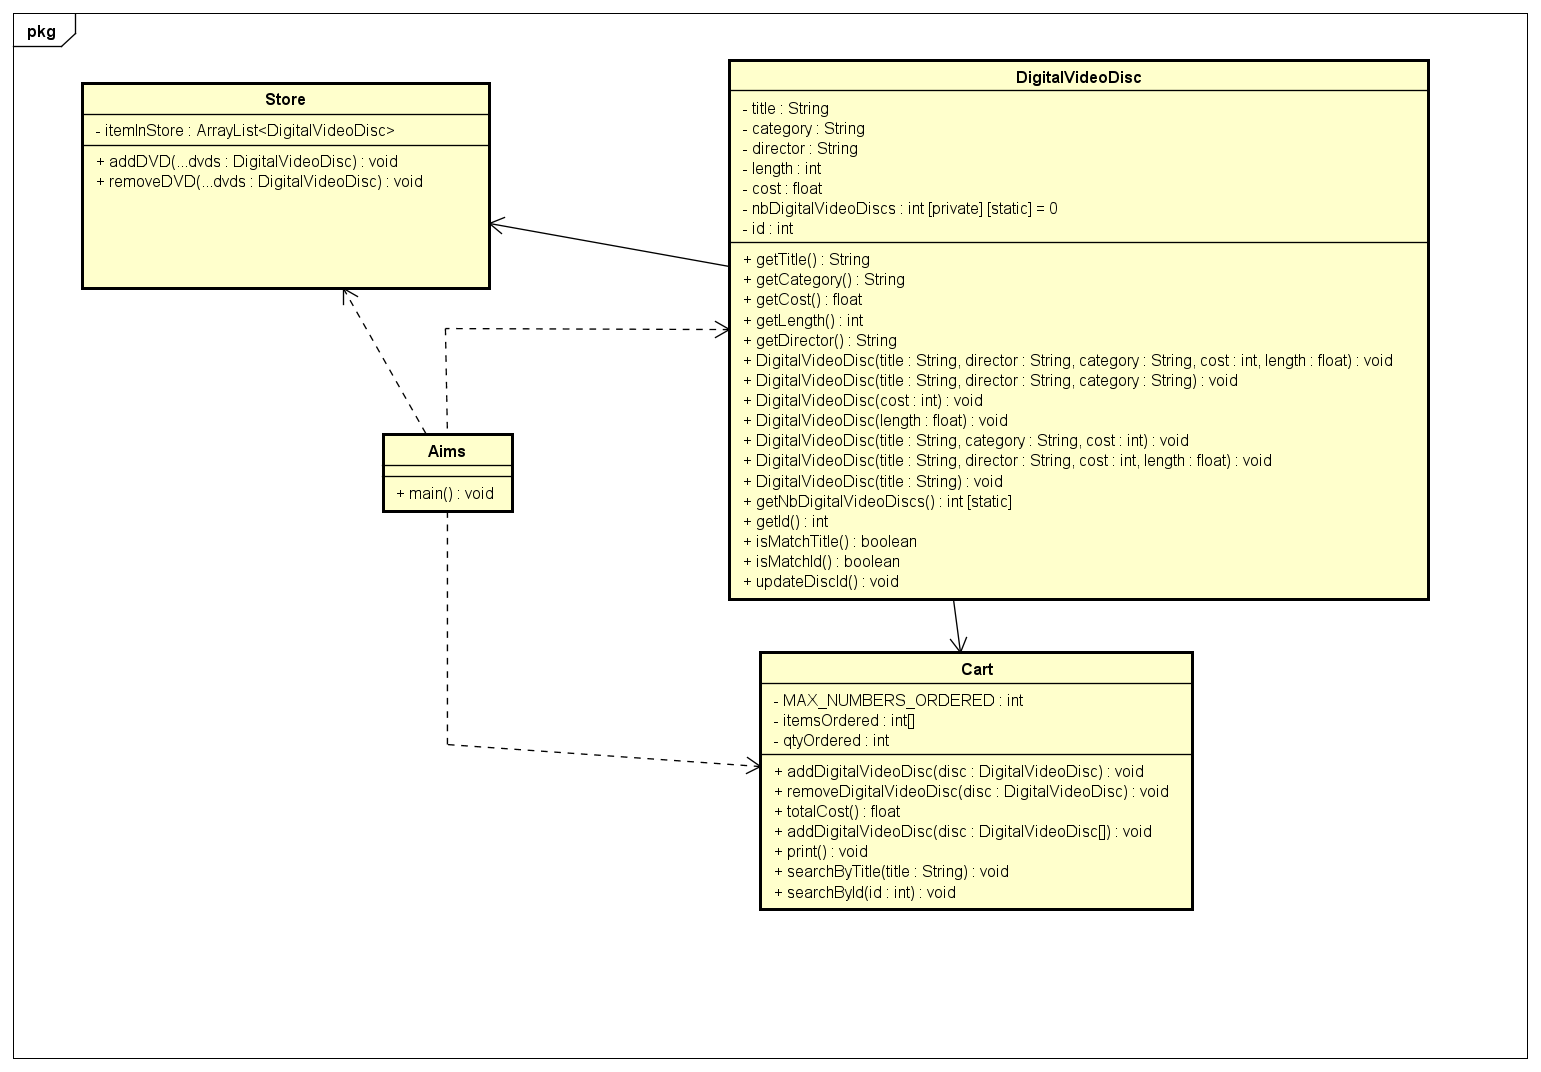 pkg
Store
- itemInStore : ArrayList<DigitalVideoDisc>
+ addDVD(...dvds : DigitalVideoDisc) : void
+ removeDVD(...dvds : DigitalVideoDisc) : void
DigitalVideoDisc
- title : String
- category : String
- director : String
- length : int
- cost : float
- nbDigitalVideoDiscs : int [private] [static] = 0
- id : int
+ getTitle() : String
+ getCategory() : String
+ getCost() : float
+ getLength() : int
+ getDirector() : String
+ DigitalVideoDisc(title : String, director : String, category : String, cost : int, length : float) : void
+ DigitalVideoDisc(title : String, director : String, category : String) : void
+ DigitalVideoDisc(cost : int) : void
+ DigitalVideoDisc(length : float) : void
+ DigitalVideoDisc(title : String, category : String, cost : int) : void
+ DigitalVideoDisc(title : String, director : String, cost : int, length : float) : void
+ DigitalVideoDisc(title : String) : void
+ getNbDigitalVideoDiscs() : int [static]
+ getId() : int
+ isMatchTitle() : boolean
+ isMatchId() : boolean
+ updateDiscId() : void
Aims
+ main() : void
Cart
- MAX_NUMBERS_ORDERED : int
- itemsOrdered : int[]
- qtyOrdered : int
+ addDigitalVideoDisc(disc : DigitalVideoDisc) : void
+ removeDigitalVideoDisc(disc : DigitalVideoDisc) : void
+ totalCost() : float
+ addDigitalVideoDisc(disc : DigitalVideoDisc[]) : void
+ print() : void
+ searchByTitle(title : String) : void
+ searchById(id : int) : void